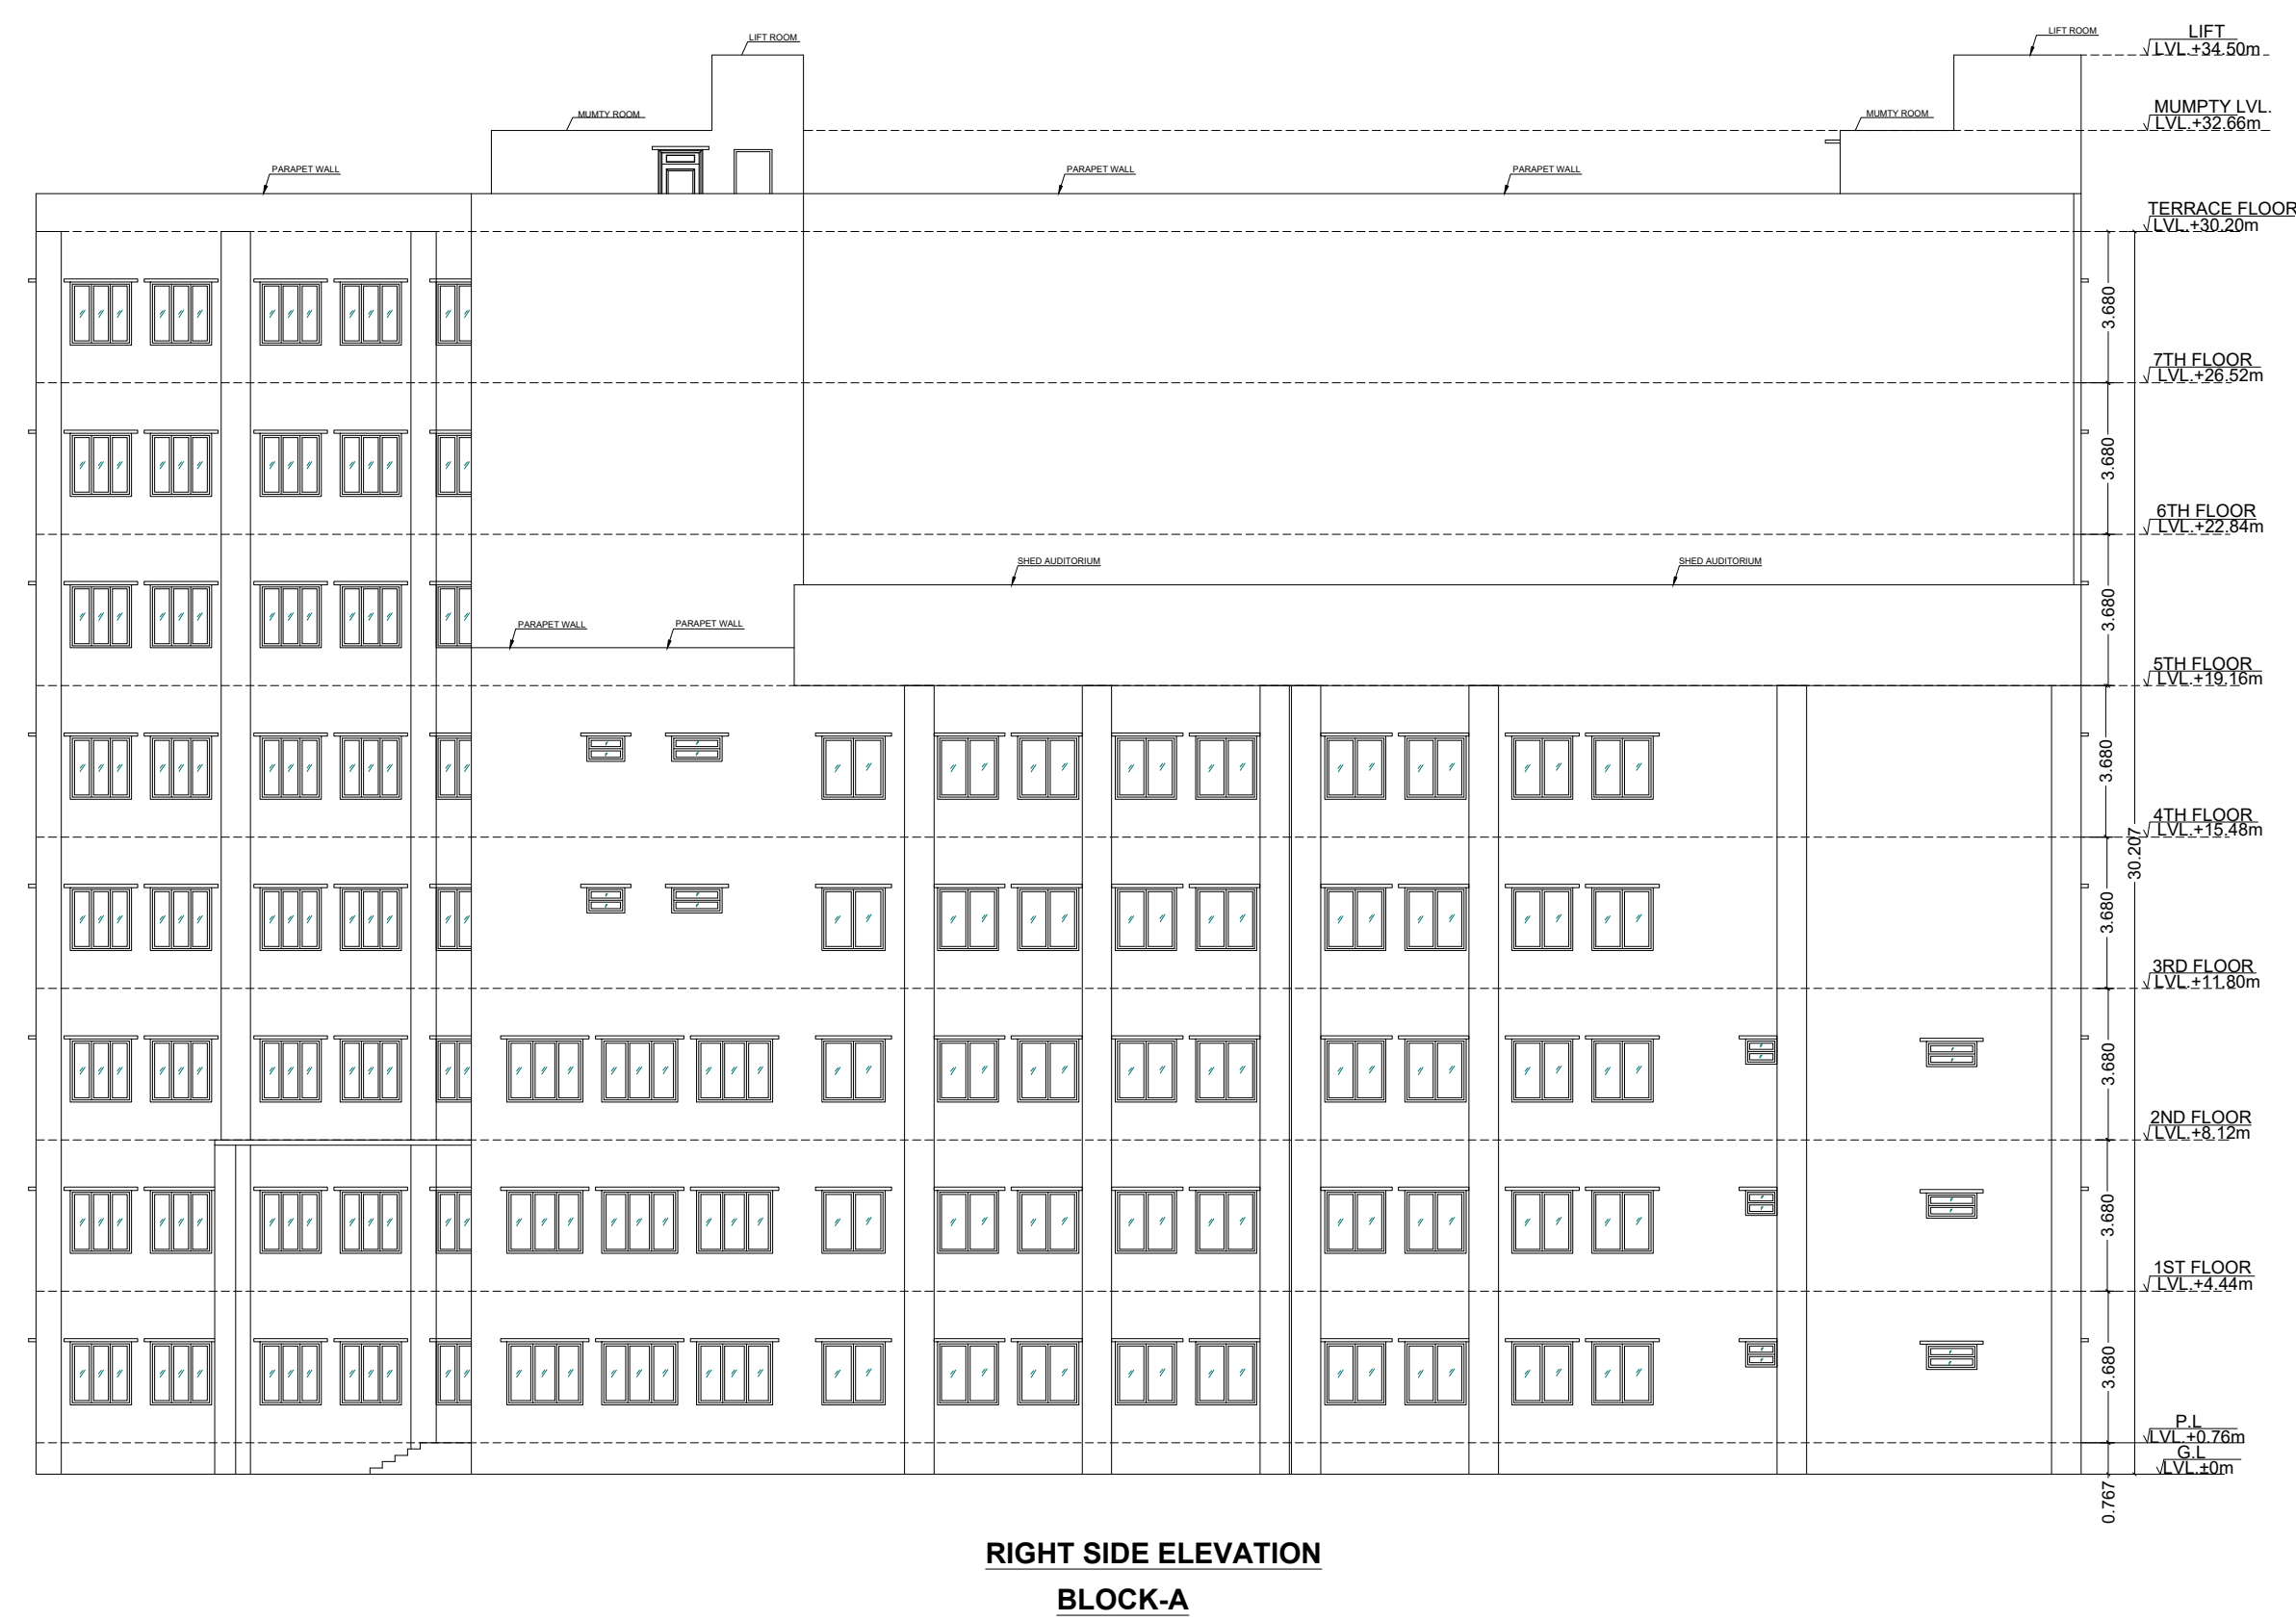 LIFT ROOM
LIFT ROOM
LIFT
LVL.+34.50m
MUMTY ROOM
MUMTY ROOM
MUMPTY LVL.
LVL.+32.66m
PARAPET WALL
PARAPET WALL
PARAPET WALL
TERRACE FLOOR
LVL.+30.20m
3.680
7TH FLOOR
LVL.+26.52m
3.680
6TH FLOOR
LVL.+22.84m
SHED AUDITORIUM
SHED AUDITORIUM
3.680
PARAPET WALL
PARAPET WALL
5TH FLOOR
LVL.+19.16m
3.680
4TH FLOOR
LVL.+15.48m
30.207
3.680
3RD FLOOR
LVL.+11.80m
3.680
2ND FLOOR
LVL.+8.12m
3.680
1ST FLOOR
LVL.+4.44m
3.680
P.L
LVL.+0.76m
G.L
LVL.±0m
0.767
RIGHT SIDE ELEVATION
BLOCK-A